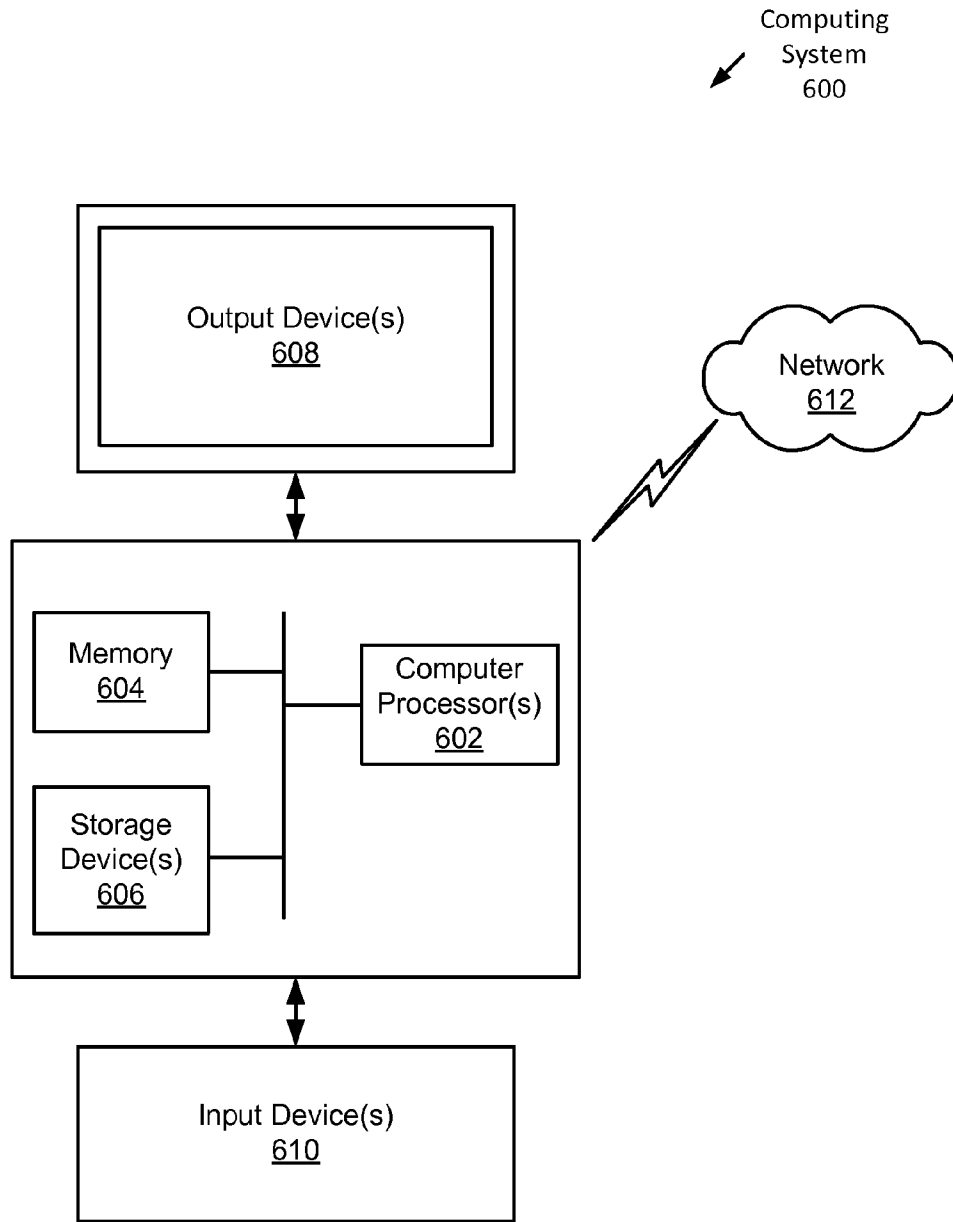 Computing
System
600
Output Device(s)
608
Network
612
Memory
604
Computer
Processor(s)
602
Storage
Device(s)
606
Input Device(s)
610